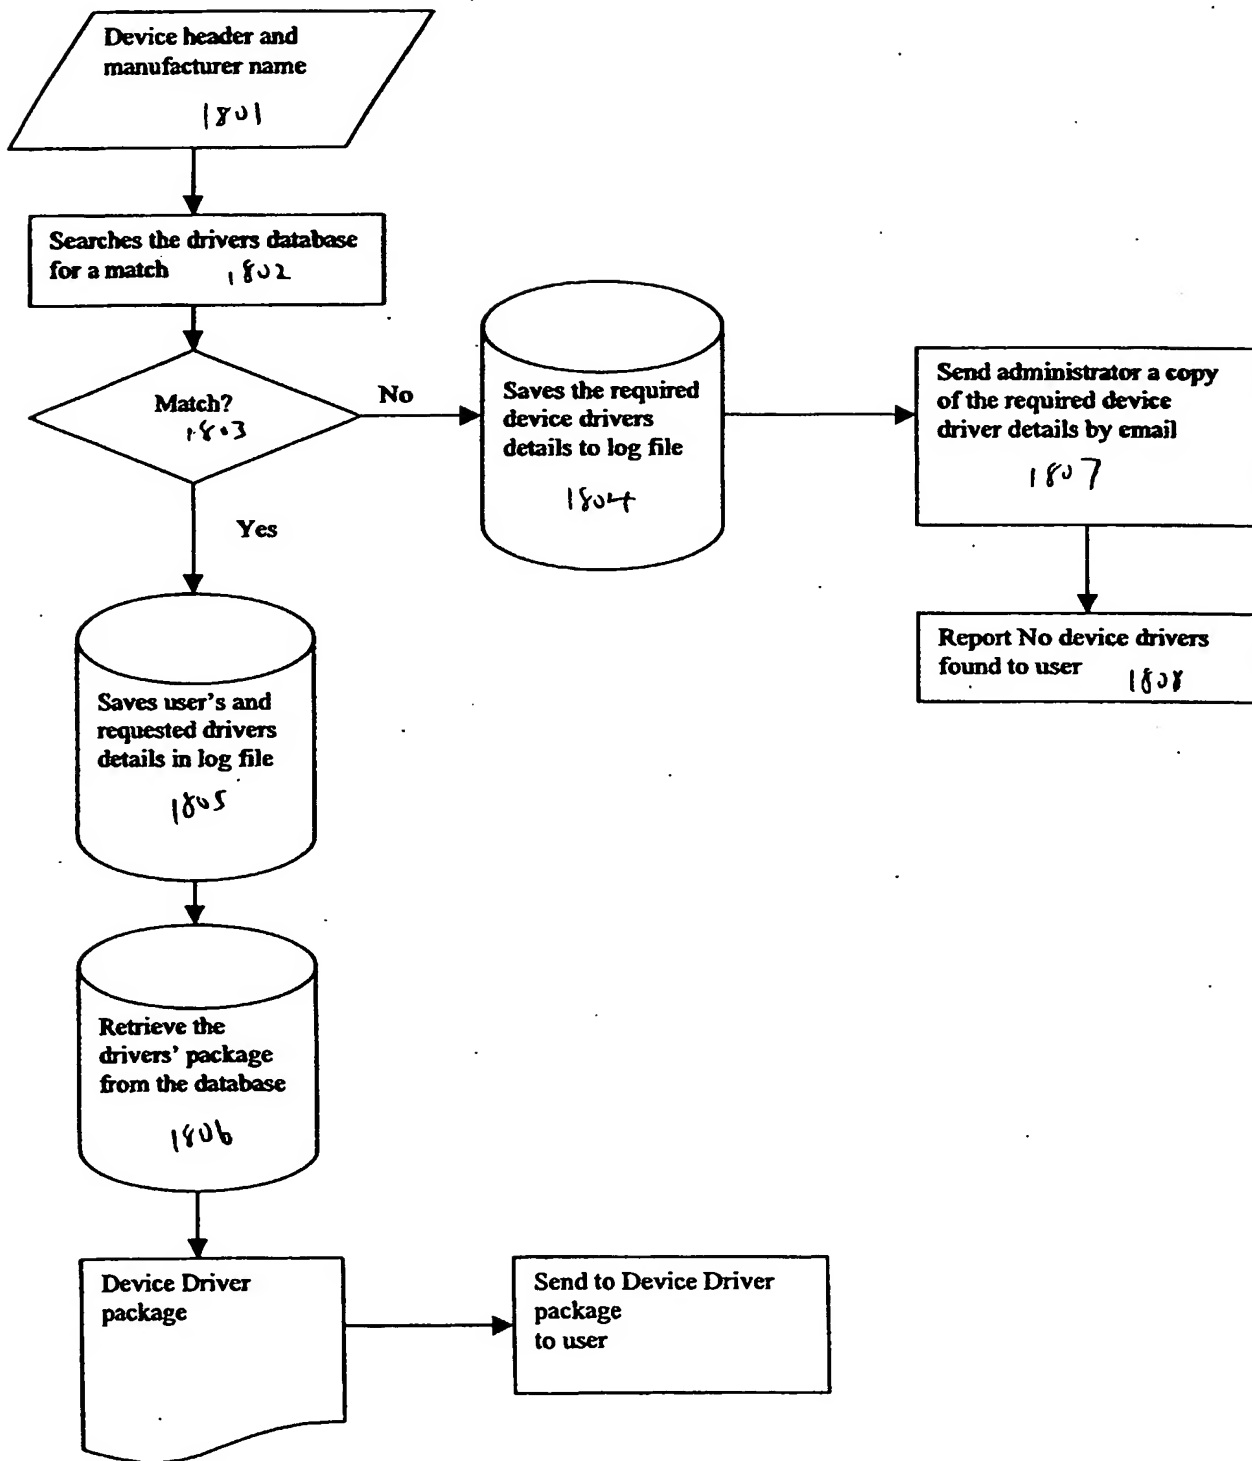 Device header and
manufacturer name
1801
Searches the drivers database
for a match 1802
Match?
1803
No
Yes
Saves the required
device drivers
details to log file
1804
Send administrator a copy
of the required device
driver details by email
1807
Report No device drivers
found to user 1808
Saves user's and
requested drivers
details in log file
1805
Retrieve the
drivers' package
from the database
1806
Device Driver
package
Send to Device Driver
package
to user